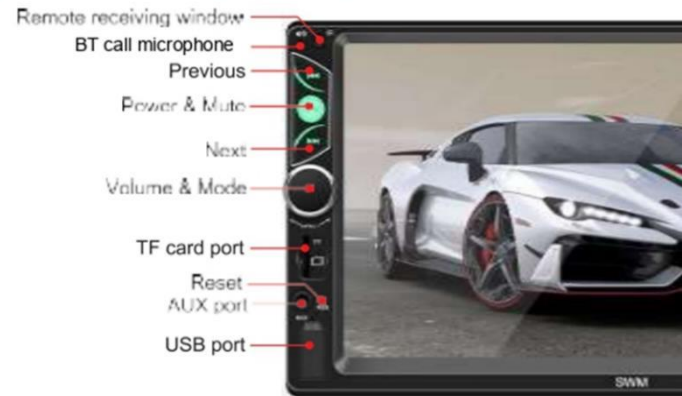 Remote receiving window
BT call microphone
Previous
Power & Mute
Next
Volume & Mode
TF card port
Reset
AUX port
USB port
SWM